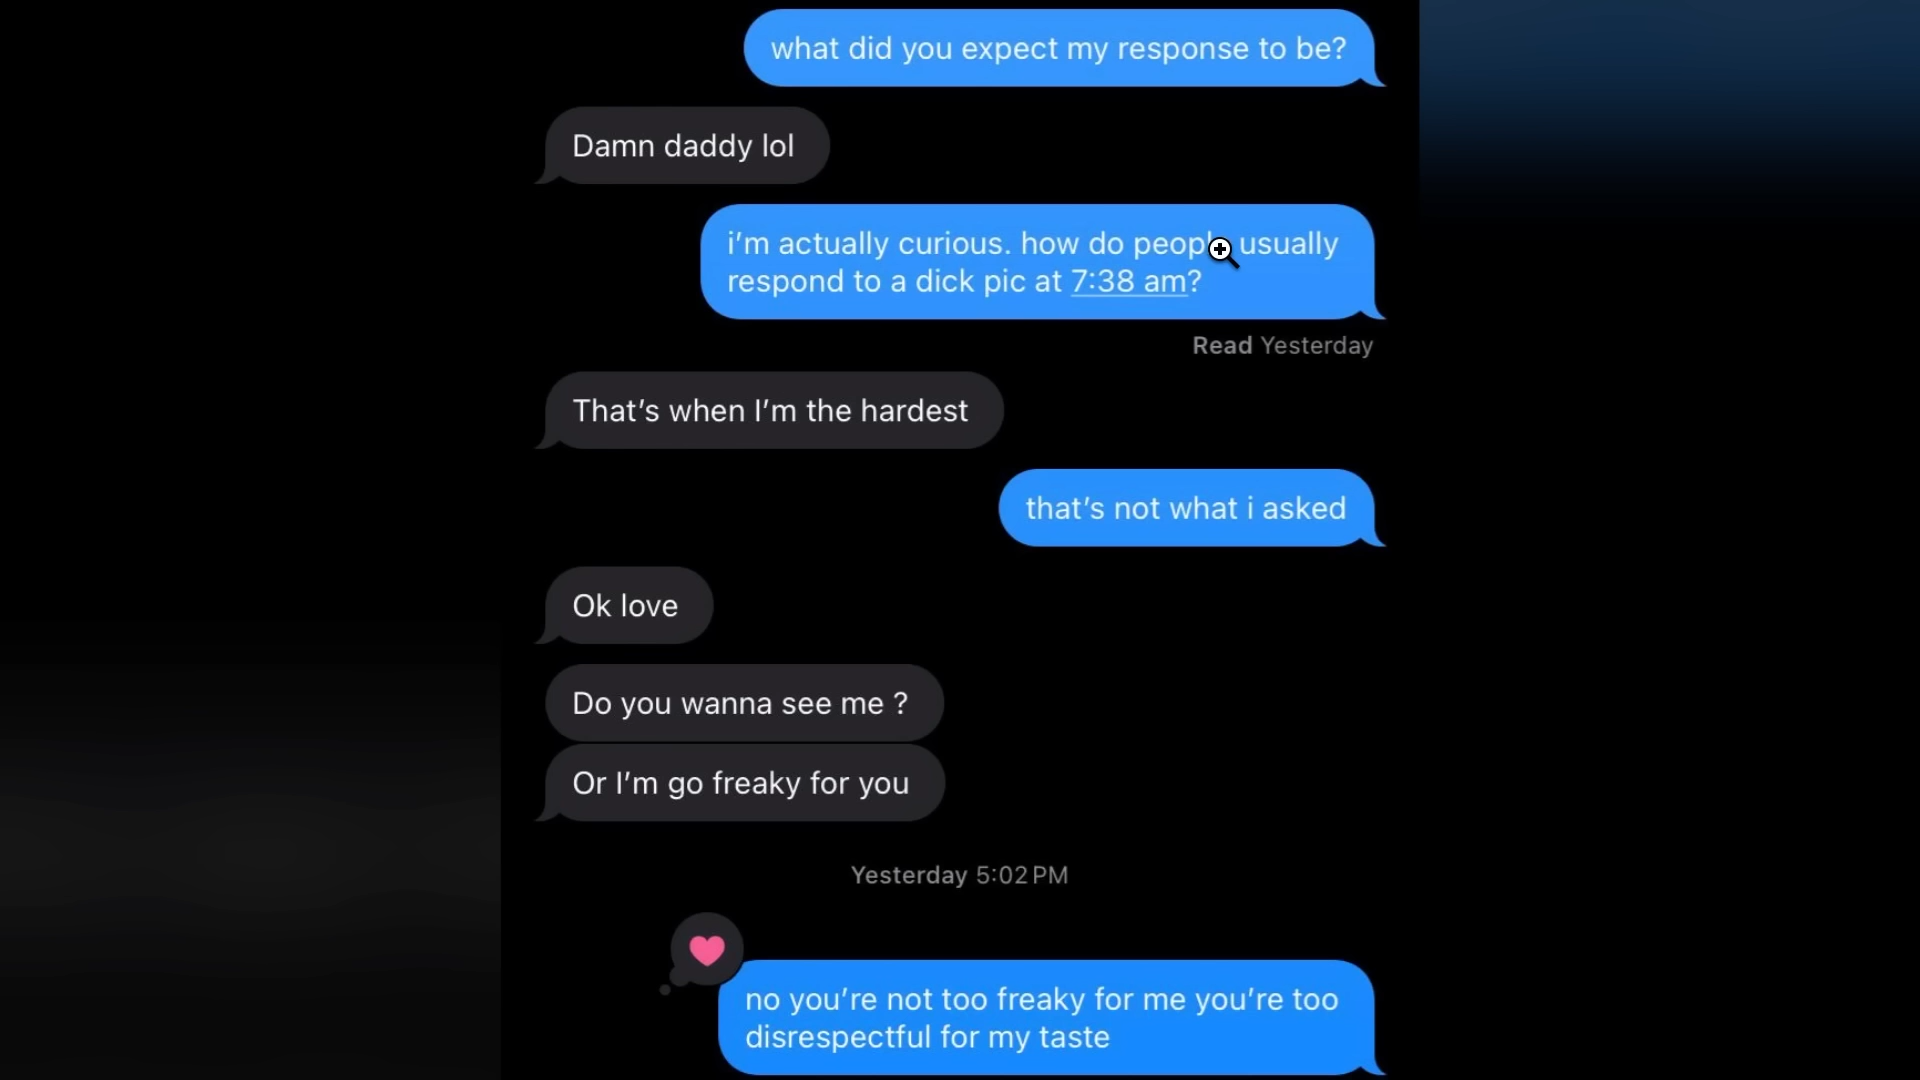 what did you expect my response to be?
Damn daddy lol
i’m actually curious. how do people usually
respond to a dick pic at 7:38 am?
Read Yesterday
That’s when I’m the hardest
that’s not what i asked
Ok love
Do you wanna see me ?
Or I’m go freaky for you
Yesterday 5:02 PM
no you’re not too freaky for me you’re too
disrespectful for my taste